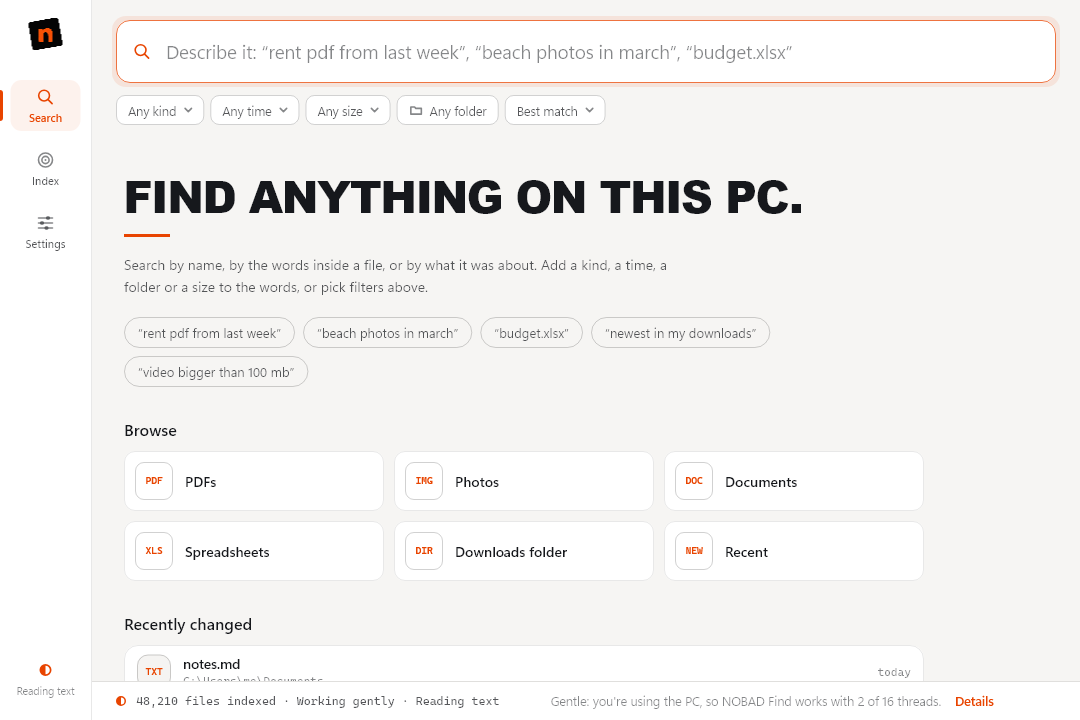 n
Search
Index
Settings
Reading text
Describe it: “rent pdf from last week”, “beach photos in march”, “budget.xlsx”
Any kind
Any time
Any size
Any folder
Best match
FIND ANYTHING ON THIS PC.
Search by name, by the words inside a file, or by what it was about. Add a kind, a time, a
folder or a size to the words, or pick filters above.
“rent pdf from last week”
“beach photos in march”
“budget.xlsx”
“newest in my downloads”
“video bigger than 100 mb”
Browse
PDF PDFs
IMG Photos
DOC Documents
XLS Spreadsheets
DIR Downloads folder
NEW Recent
Recently changed
TXT notes.md
C:\Users\me\Documents
today
48,210 files indexed · Working gently · Reading text
Gentle: you're using the PC, so NOBAD Find works with 2 of 16 threads.
Details